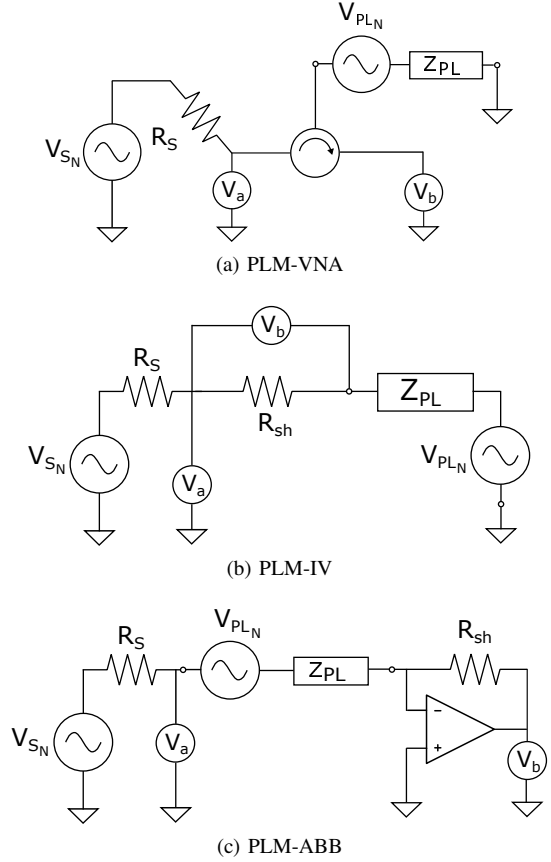 V_PL_N
Z_PL
R_S
V_S_N
V_a
V_b
(a) PLM-VNA
V_b
R_S
R_sh
Z_PL
V_S_N
V_a
V_PL_N
(b) PLM-IV
V_PL_N
R_S
R_sh
Z_PL
V_S_N
V_a
−
+
V_b
(c) PLM-ABB